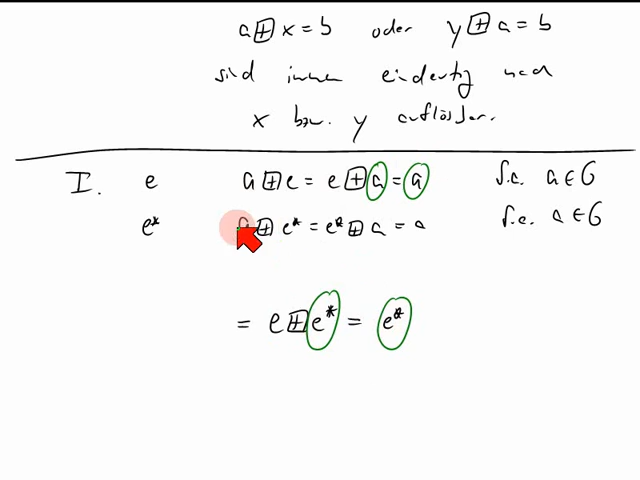 a ⊞ x = b oder y ⊞ a = b
sind immer eindeutig nach
x bzw. y auflösbar.
I. e a ⊞ e = e ⊞ a = a f.a. a ∈ G
e* a ⊞ e* = e* ⊞ a = a f.a. a ∈ G
= e ⊞ e* = e*